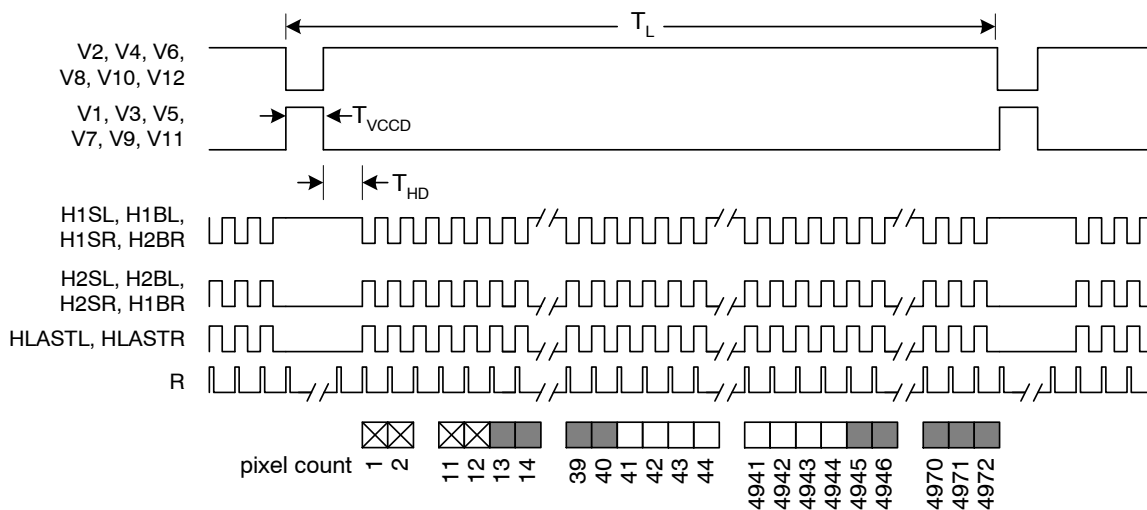 T_L
V2, V4, V6,
V8, V10, V12
V1, V3, V5,
V7, V9, V11
T_VCCD
T_HD
H1SL, H1BL,
H1SR, H2BR
H2SL, H2BL,
H2SR, H1BR
HLASTL, HLASTR
R
pixel count 1 2 11 12 13 14 39 40 41 42 43 44 4941 4942 4943 4944 4945 4946 4970 4971 4972